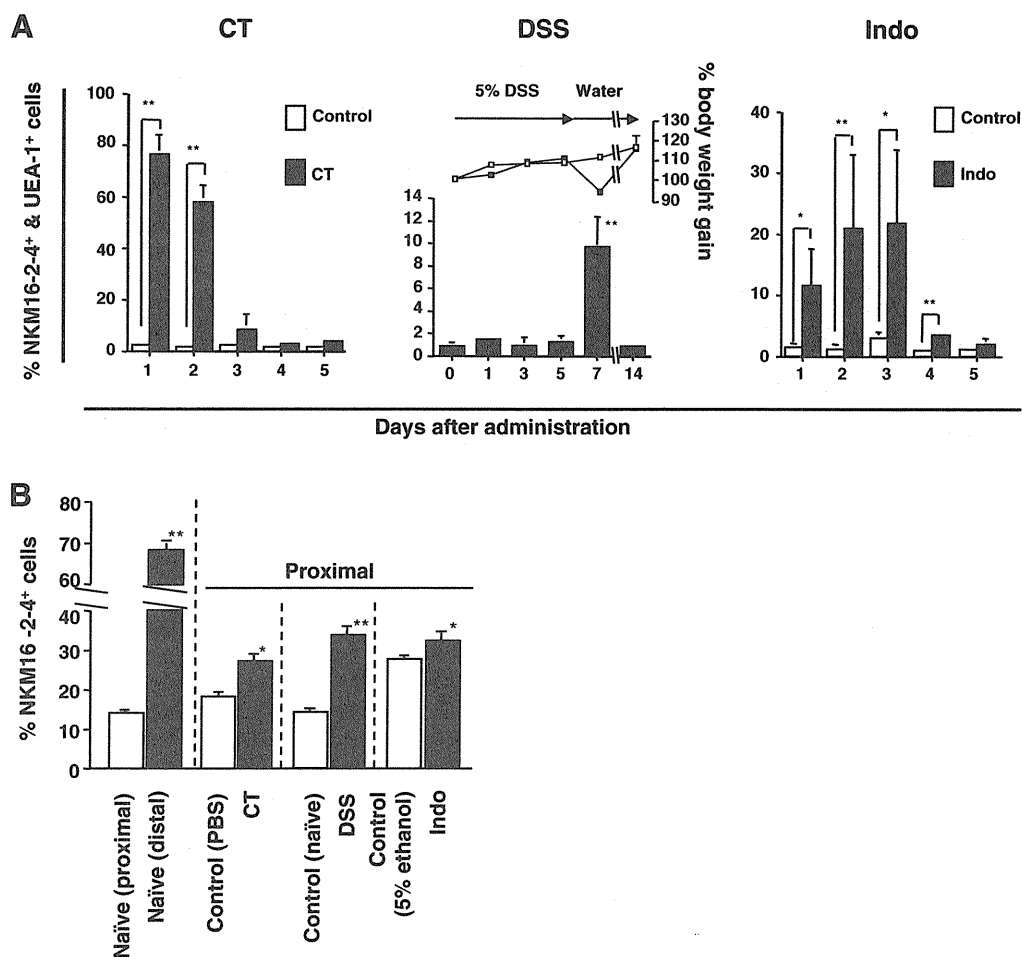 A
CT
DSS
Indo
% NKM16-2-4+ & UEA-1+ cells
100
80
60
40
20
0
**
**
Control
CT
1 2 3 4 5
5% DSS Water
130
120
110
100
90
% body weight gain
14
12
10
8
6
4
2
0
**
0 1 3 5 7 14
40
30
20
10
0
*
**
*
**
Control
Indo
1 2 3 4 5
Days after administration
B
% NKM16 -2-4+ cells
80
70
60
40
30
20
10
0
**
Proximal
*
**
*
Naïve (proximal)
Naïve (distal)
Control (PBS)
CT
Control (naïve)
DSS
Control
(5% ethanol)
Indo